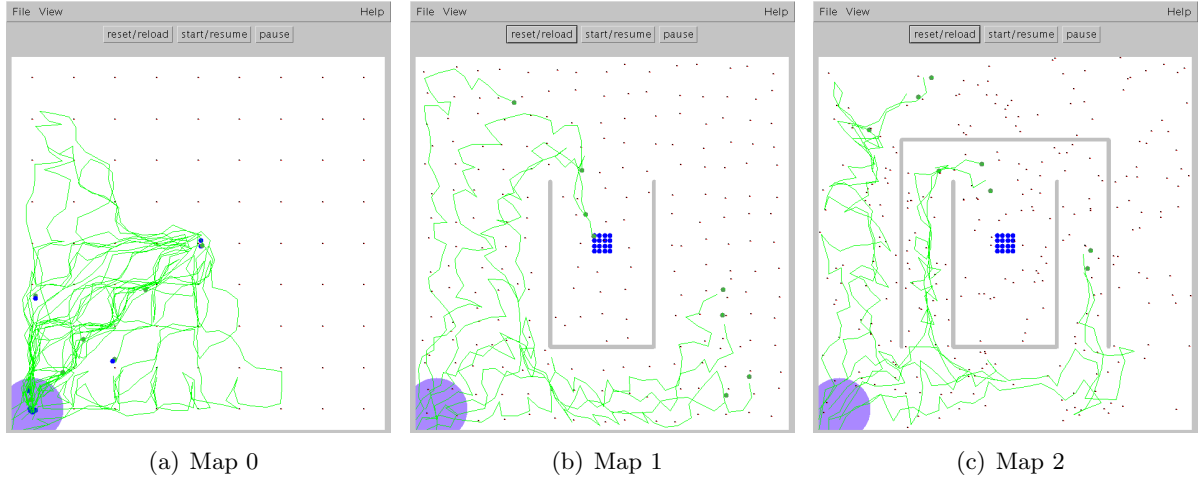 File View Help
reset/reload start/resume pause
(a) Map 0
File View Help
reset/reload start/resume pause
(b) Map 1
File View Help
reset/reload start/resume pause
(c) Map 2